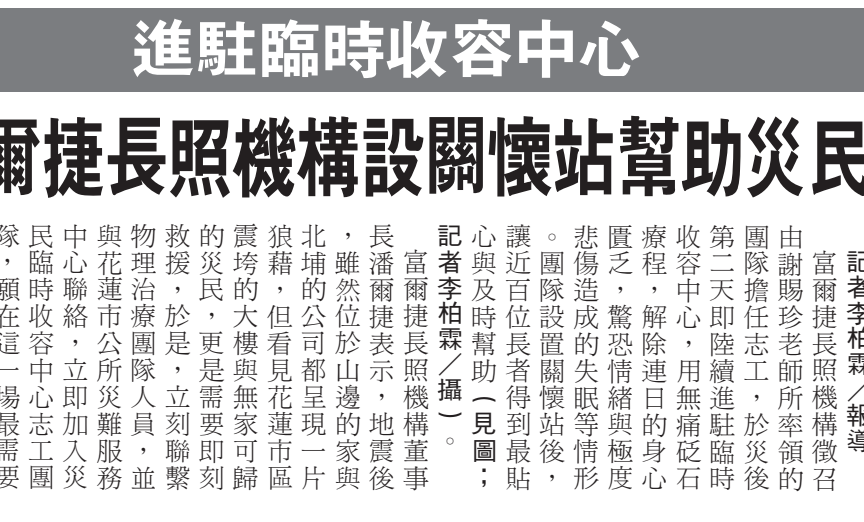 進駐臨時收容中心
爾捷長照機構設關懷站幫助災民
記者李柏霖／報導
富爾捷長照機構徵召
由謝賜珍老師所率領的
團隊擔任志工，於災後
第二天即陸續進駐臨時
收容中心，用無痛砭石
療程，解除連日的身心
匱乏，驚恐情緒與極度
悲傷造成的失眠等情形
。團隊設置關懷站後，
讓近百位長者得到最貼
心與及時幫助（見圖；
記者李柏霖／攝）。
富爾捷長照機構董事
長潘爾捷表示，地震後
，雖然位於山邊的家與
北埔的公司都呈現一片
狼藉，但看見花蓮市區
震垮的大樓與無家可歸
的災民，更是需要即刻
救援，於是，立刻聯繫
物理治療團隊人員，並
與花蓮市公所災難服務
中心聯絡，立即加入災
民臨時收容中心志工團
隊，願在這一場最需要